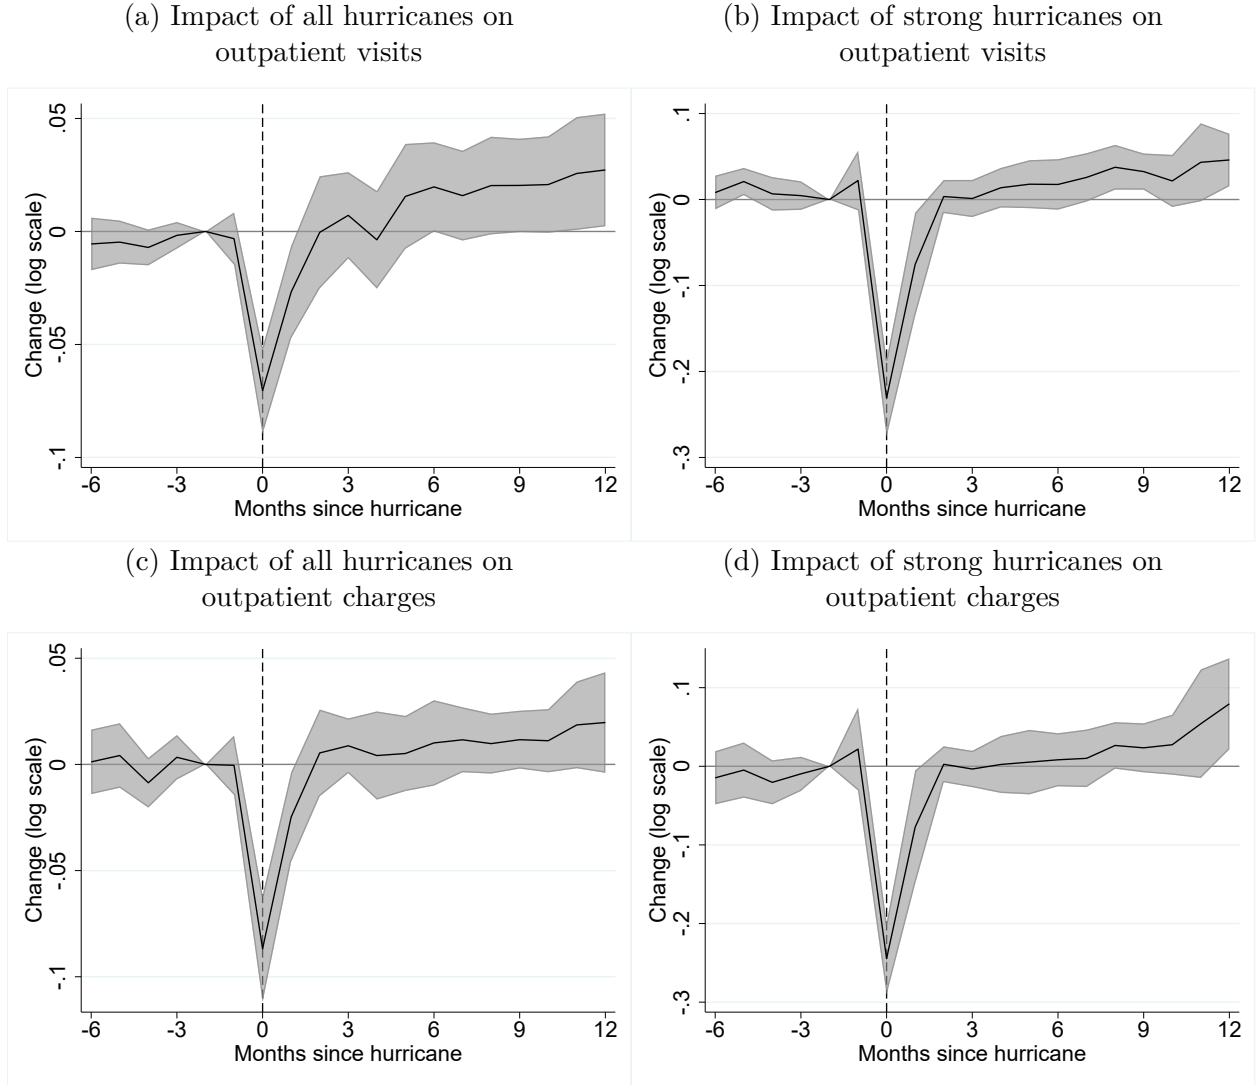 (a) Impact of all hurricanes on
outpatient visits
.05
0
-.05
-.1
Change (log scale)
-6 -3 0 3 6 9 12
Months since hurricane
(b) Impact of strong hurricanes on
outpatient visits
.1
0
-.1
-.2
-.3
Change (log scale)
-6 -3 0 3 6 9 12
Months since hurricane
(c) Impact of all hurricanes on
outpatient charges
.05
0
-.05
-.1
Change (log scale)
-6 -3 0 3 6 9 12
Months since hurricane
(d) Impact of strong hurricanes on
outpatient charges
.1
0
-.1
-.2
-.3
Change (log scale)
-6 -3 0 3 6 9 12
Months since hurricane